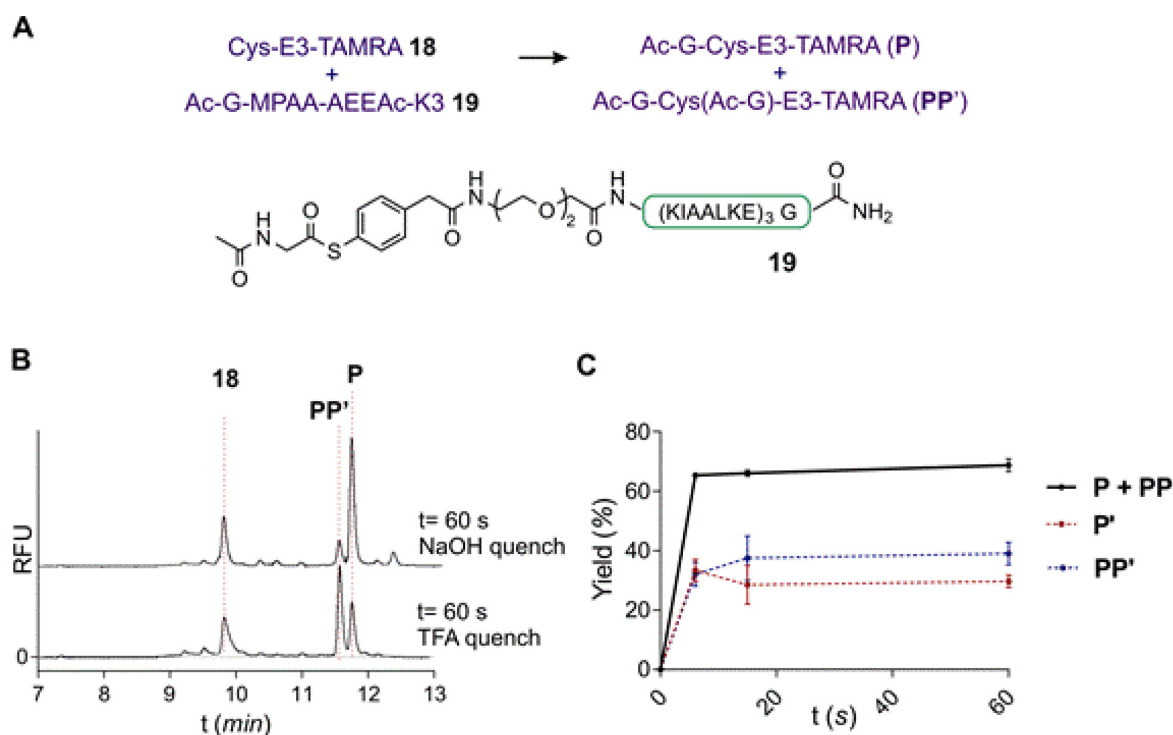 A
Cys-E3-TAMRA 18
+
Ac-G-MPAA-AEEAc-K3 19
Ac-G-Cys-E3-TAMRA (P)
+
Ac-G-Cys(Ac-G)-E3-TAMRA (PP')
H
N
O
O
S
O
H
N
O
2
O
H
N
(KIAALKE)3 G
O
NH2
19
B
18
PP'
P
t= 60 s
NaOH quench
t= 60 s
TFA quench
RFU
0
7 8 9 10 11 12 13
t (min)
C
Yield (%)
80
60
40
20
0
0 20 40 60
t (s)
P + PP
P'
PP'